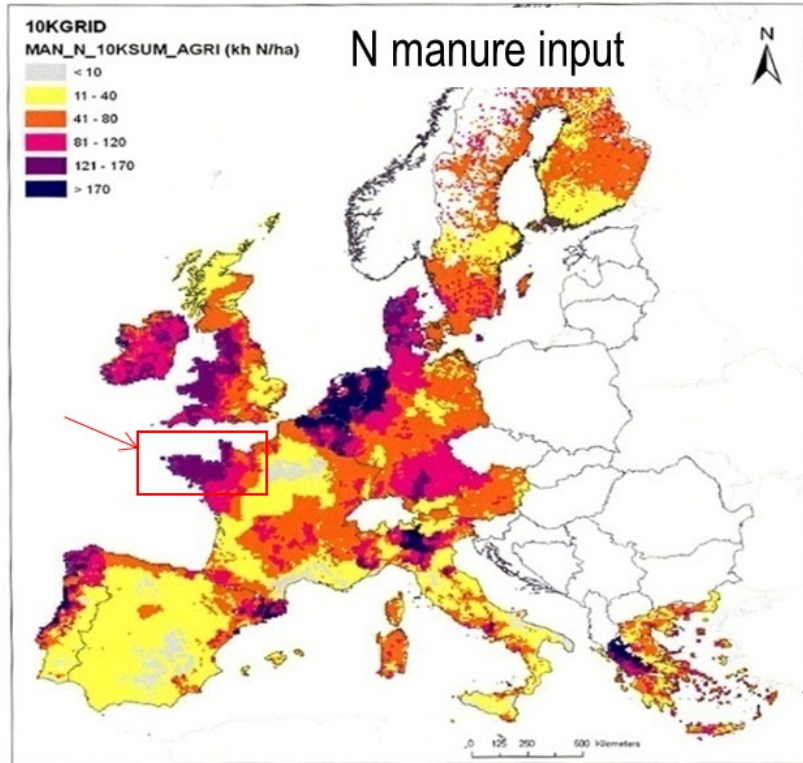 10KGRID
MAN_N_10KSUM_AGRI (kh N/ha)
< 10
11 - 40
41 - 80
81 - 120
121 - 170
> 170
N manure input
N
0 125 250 500 Kilometers